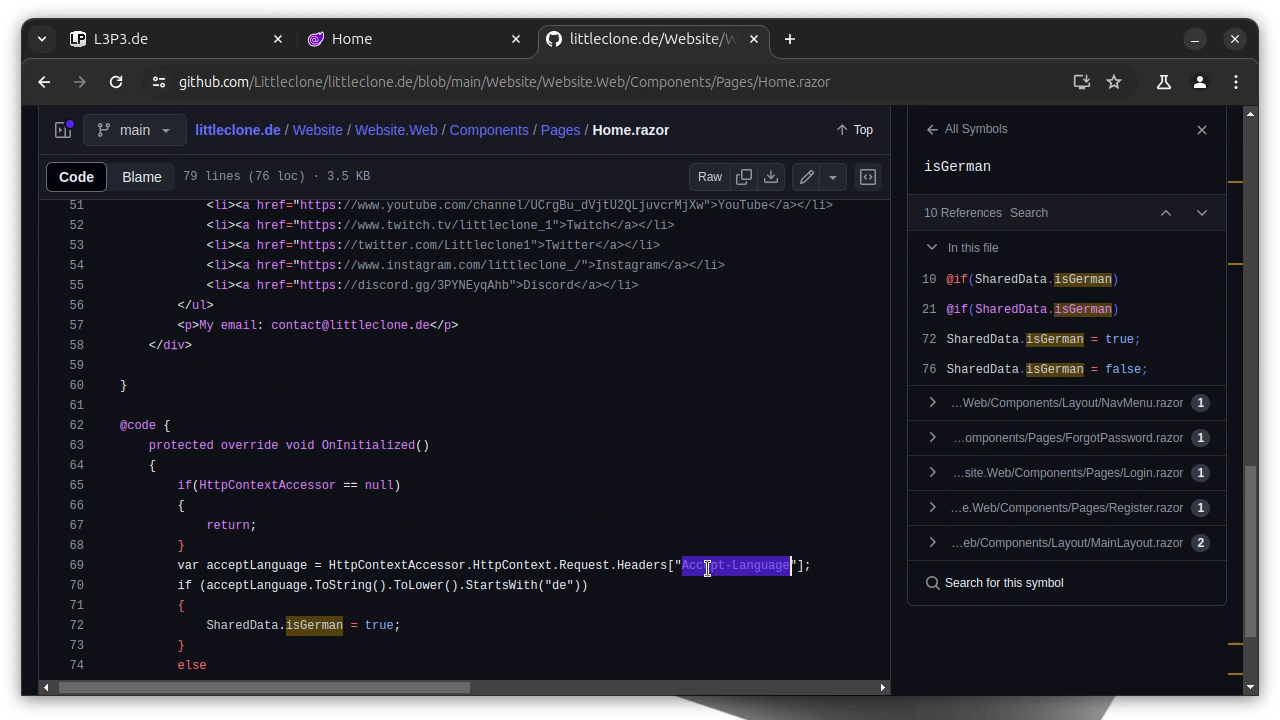 L3P3.de
Home
littleclone.de/Website/W
github.com/Littleclone/littleclone.de/blob/main/Website/Website.Web/Components/Pages/Home.razor
main
littleclone.de / Website / Website.Web / Components / Pages / Home.razor
Top
Code
Blame
79 lines (76 loc) · 3.5 KB
Raw
51 <li><a href="https://www.youtube.com/channel/UCrgBu_dVjtU2QLjuvcrMjXw">YouTube</a></li>
52 <li><a href="https://www.twitch.tv/littleclone_1">Twitch</a></li>
53 <li><a href="https://twitter.com/Littleclone1">Twitter</a></li>
54 <li><a href="https://www.instagram.com/littleclone_/">Instagram</a></li>
55 <li><a href="https://discord.gg/3PYNEyqAhb">Discord</a></li>
56 </ul>
57 <p>My email: contact@littleclone.de</p>
58 </div>
59
60 }
61
62 @code {
63 protected override void OnInitialized()
64 {
65 if(HttpContextAccessor == null)
66 {
67 return;
68 }
69 var acceptLanguage = HttpContextAccessor.HttpContext.Request.Headers["Accept-Language"];
70 if (acceptLanguage.ToString().ToLower().StartsWith("de"))
71 {
72 SharedData.isGerman = true;
73 }
74 else
All Symbols
isGerman
10 References Search
In this file
10 @if(SharedData.isGerman)
21 @if(SharedData.isGerman)
72 SharedData.isGerman = true;
76 SharedData.isGerman = false;
…Web/Components/Layout/NavMenu.razor 1
…omponents/Pages/ForgotPassword.razor 1
…site.Web/Components/Pages/Login.razor 1
…e.Web/Components/Pages/Register.razor 1
…eb/Components/Layout/MainLayout.razor 2
Search for this symbol